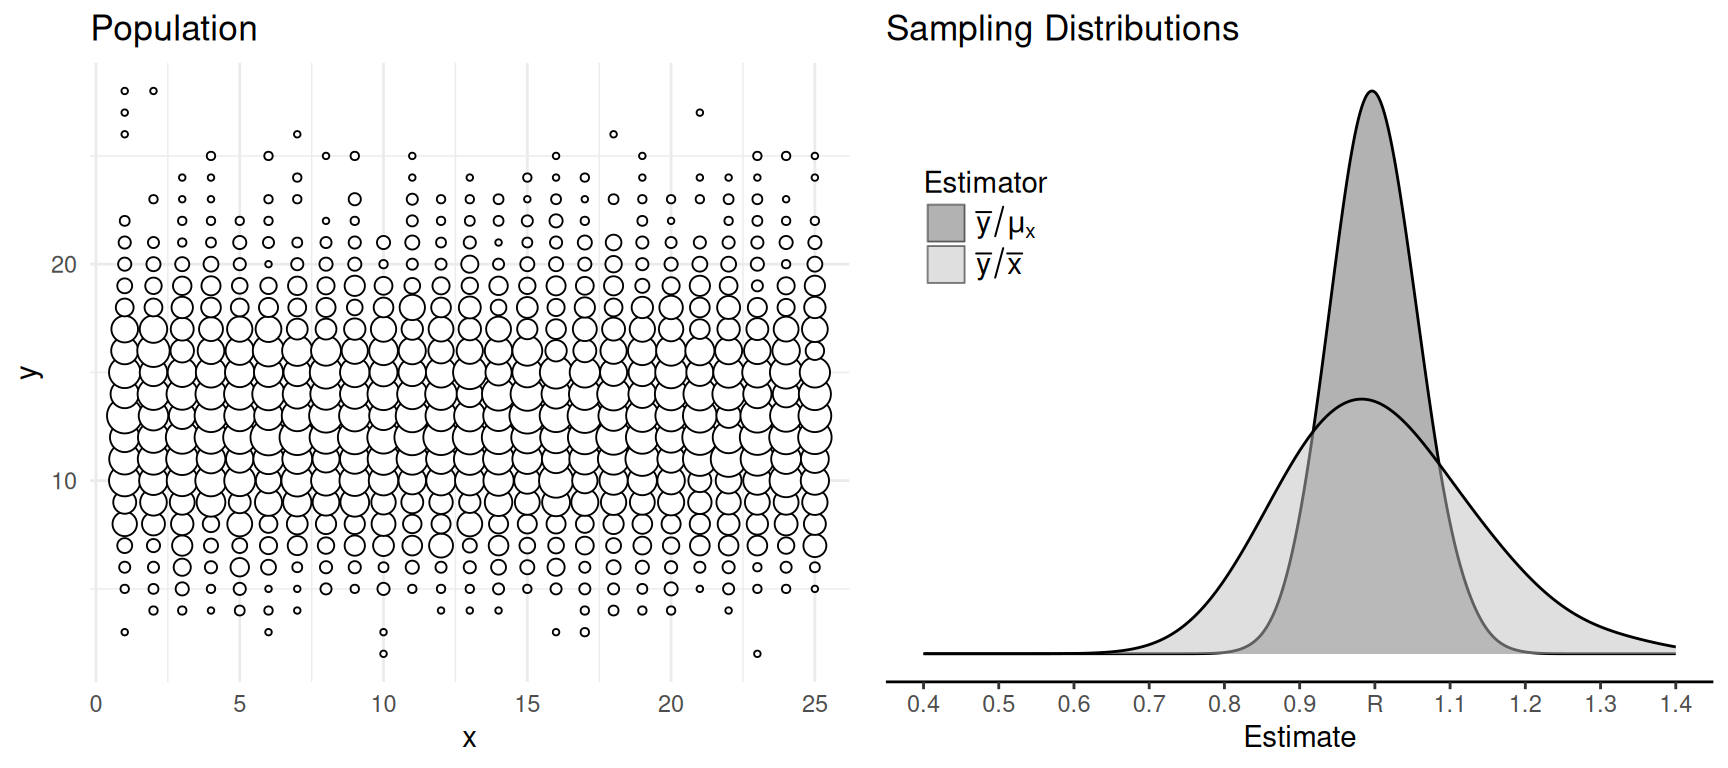 Population
20
10
y
0 5 10 15 20 25
x
Sampling Distributions
Estimator
y̅/μₓ
y̅/x̅
0.4 0.5 0.6 0.7 0.8 0.9 R 1.1 1.2 1.3 1.4
Estimate